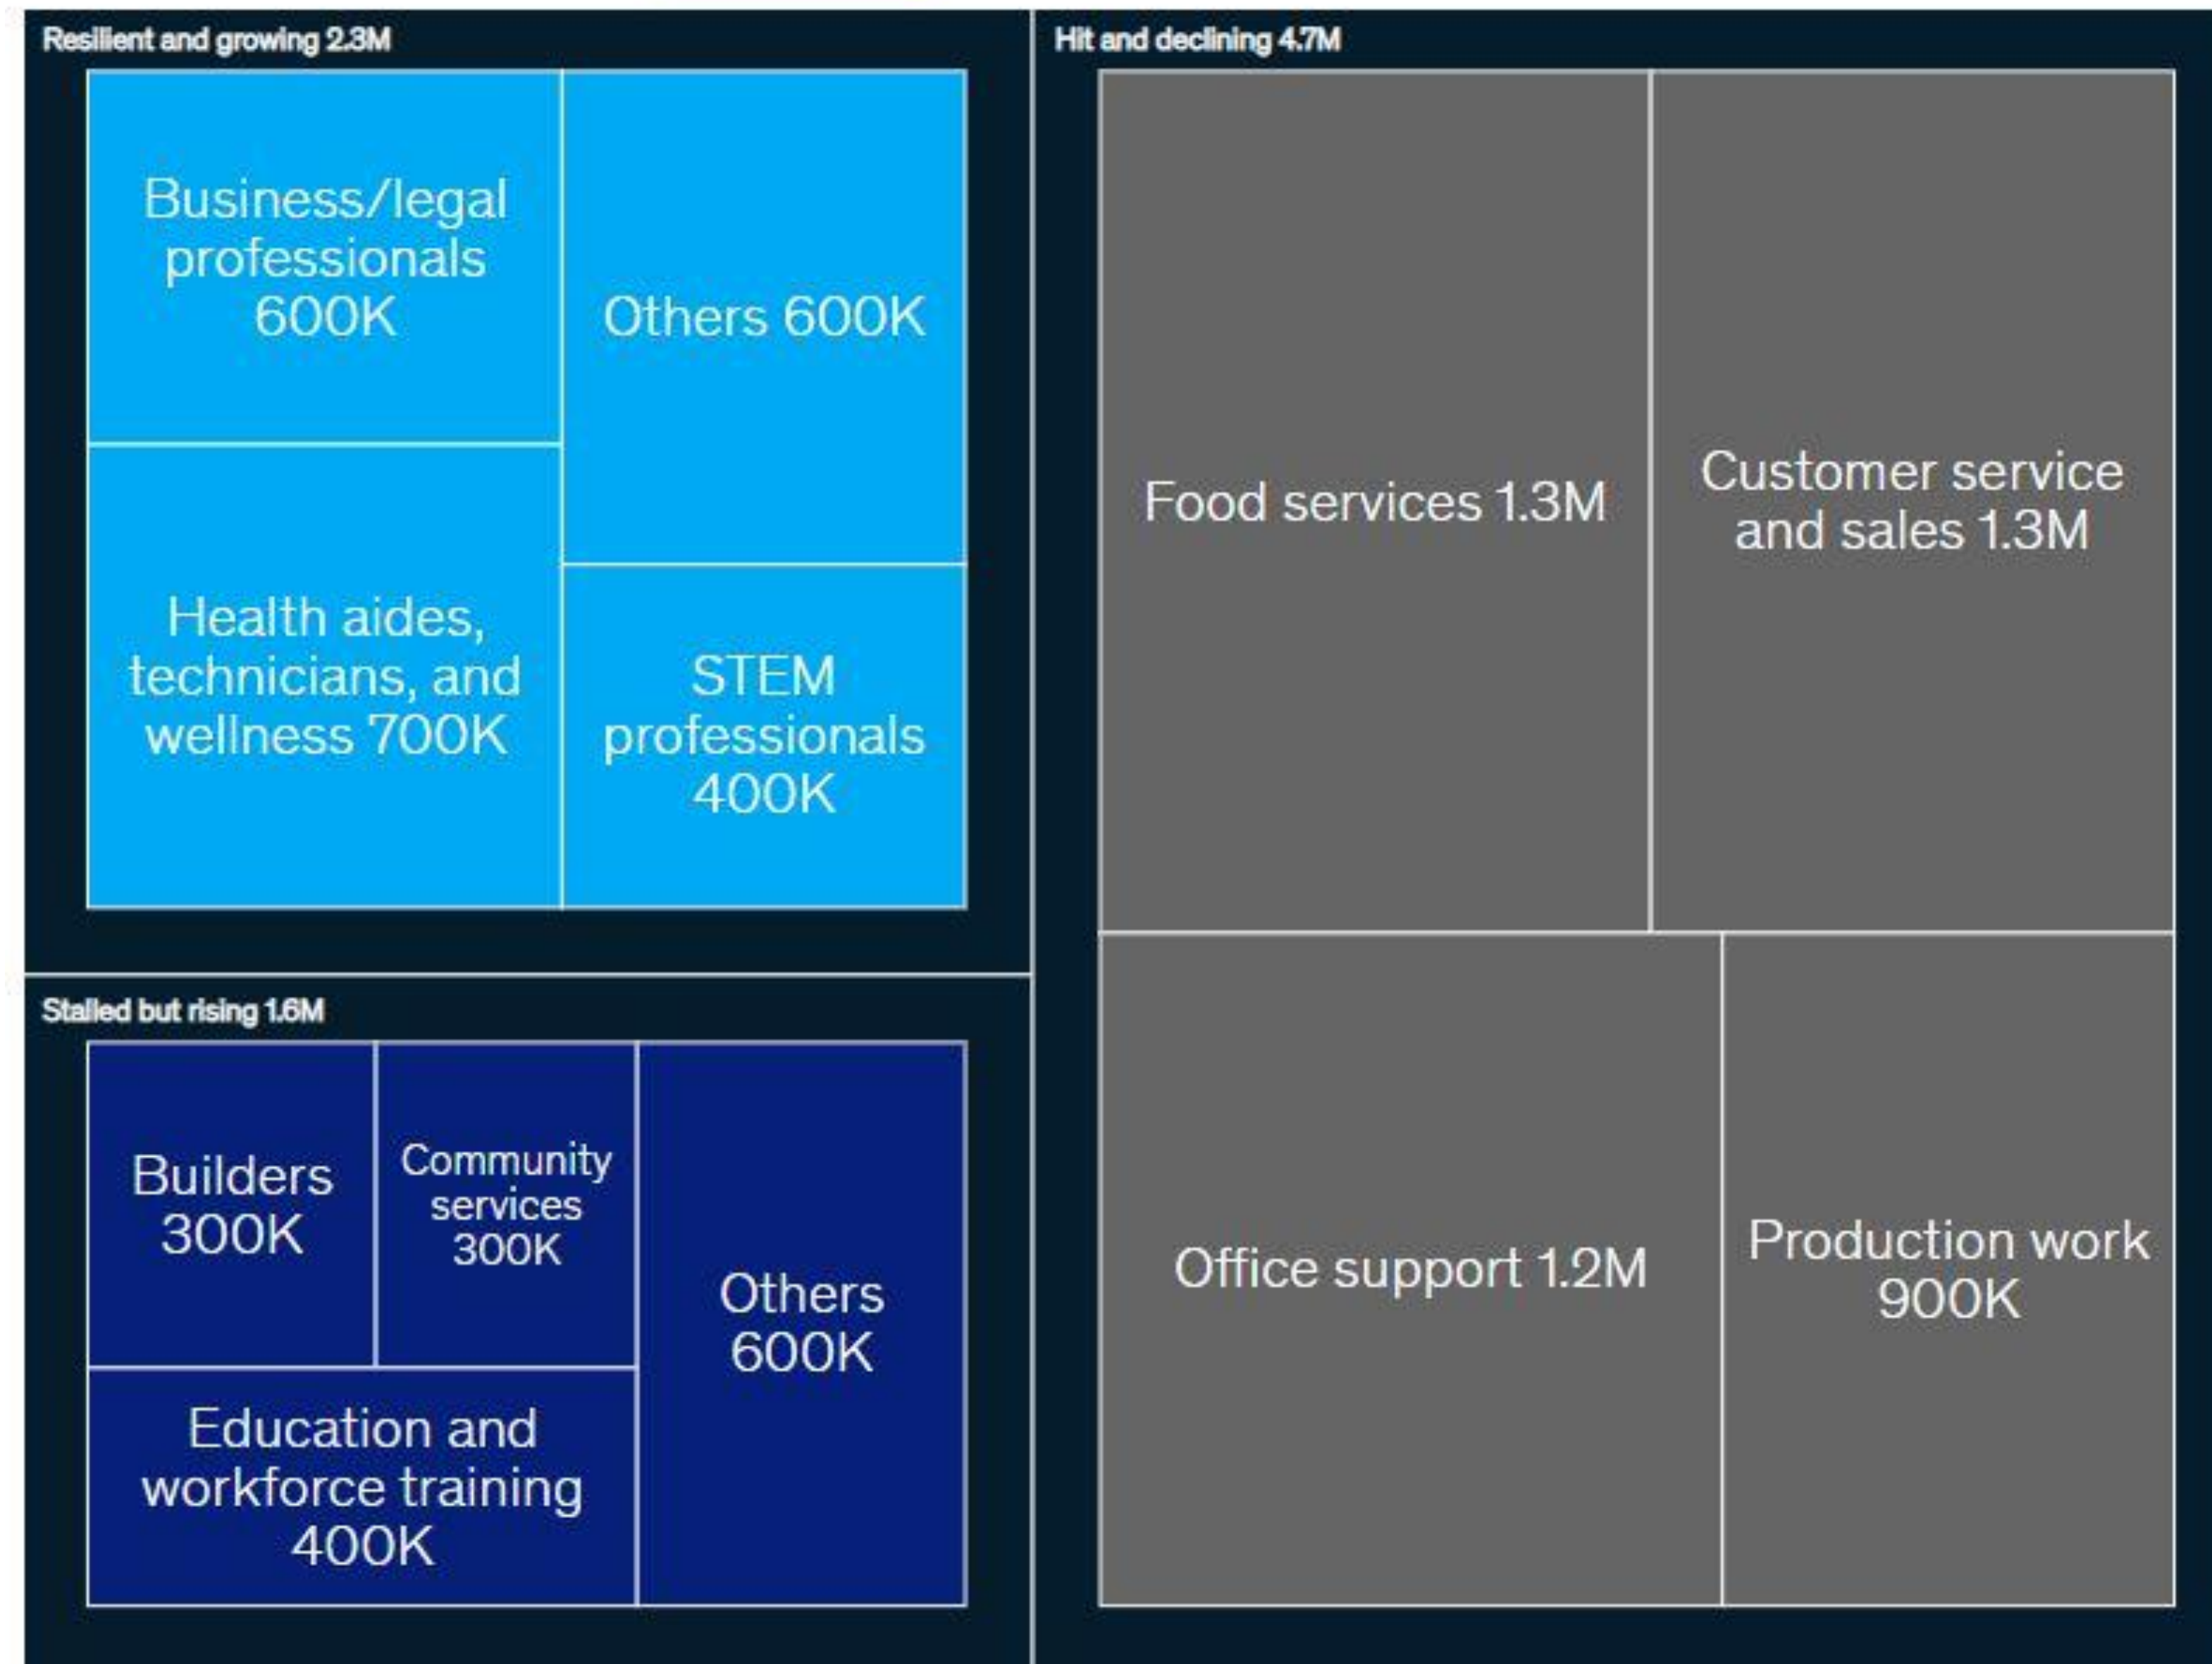 Resilient and growing 2.3M
Business/legal
professionals
600K
Others 600K
Health aides,
technicians, and
wellness 700K
STEM
professionals
400K
Stalled but rising 1.6M
Builders
300K
Community
services
300K
Others
600K
Education and
workforce training
400K
Hit and declining 4.7M
Food services 1.3M
Customer service
and sales 1.3M
Office support 1.2M
Production work
900K